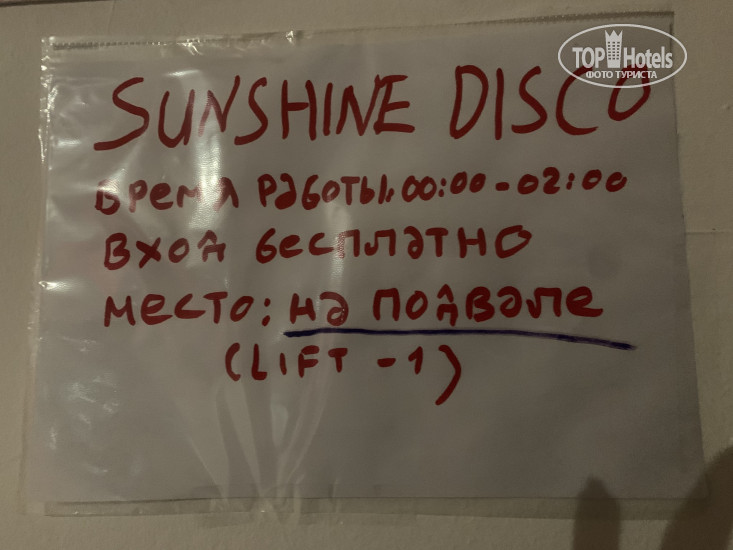 TOP Hotels
ФОТО ТУРИСТА
SUNSHINE DISCO
Время работы: 00:00 - 02:00
Вход бесплатно
место: на подвале
(LIFT -1)